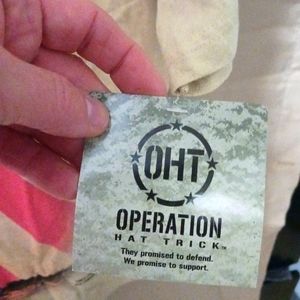 OHT
OPERATION
HAT TRICK™
They promised to defend.
We promise to support.